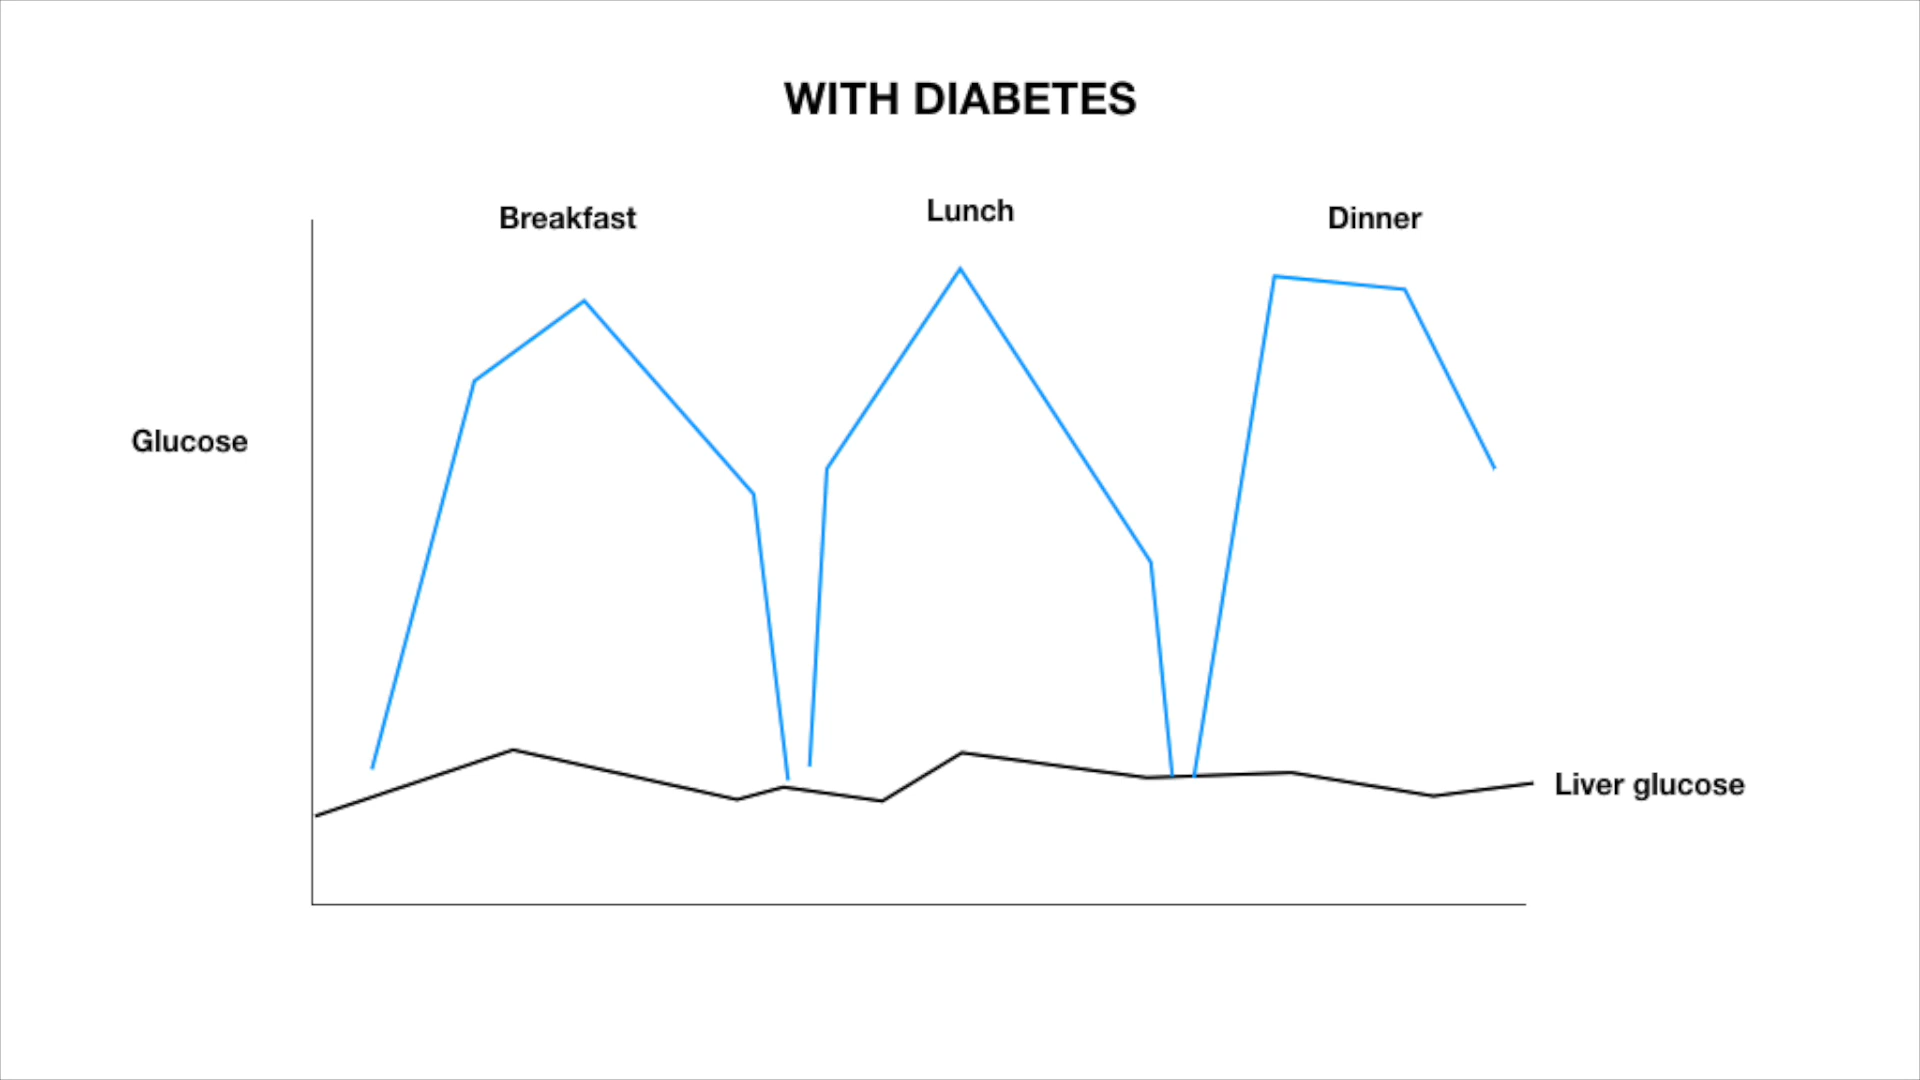 WITH DIABETES
Breakfast
Lunch
Dinner
Glucose
Liver glucose